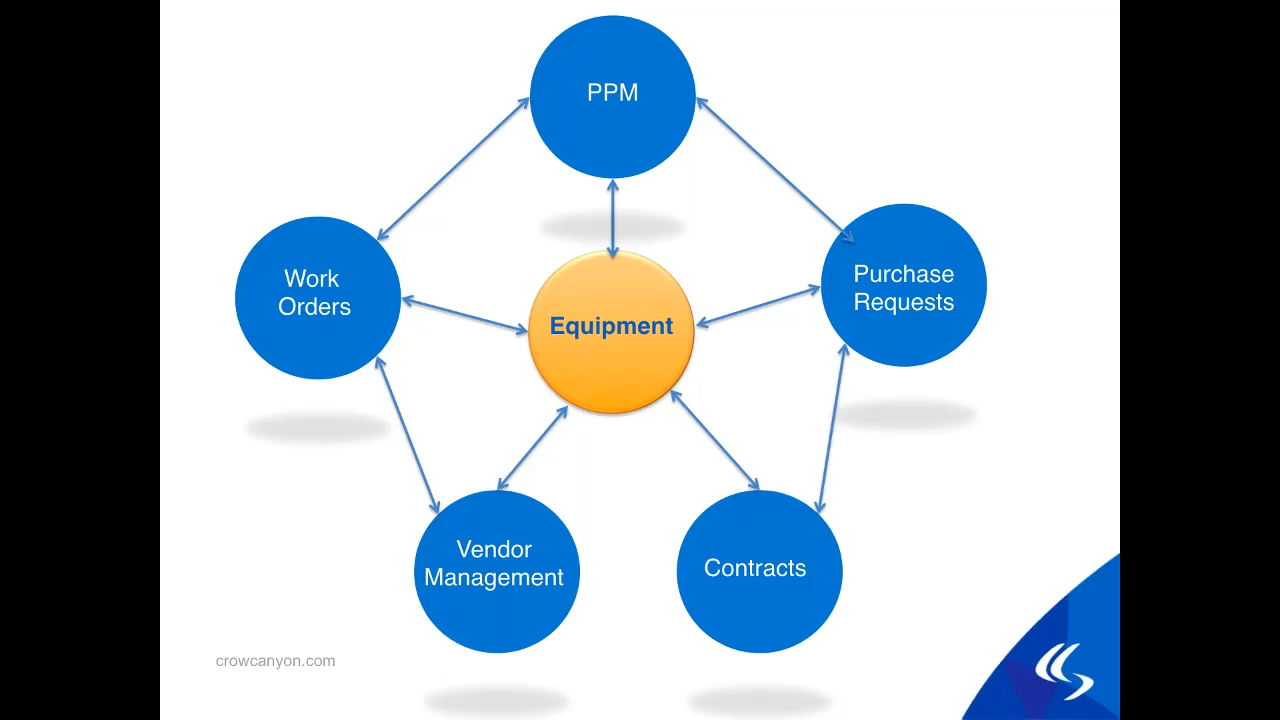 PPM
Work
Orders
Purchase
Requests
Equipment
Vendor
Management
Contracts
crowcanyon.com